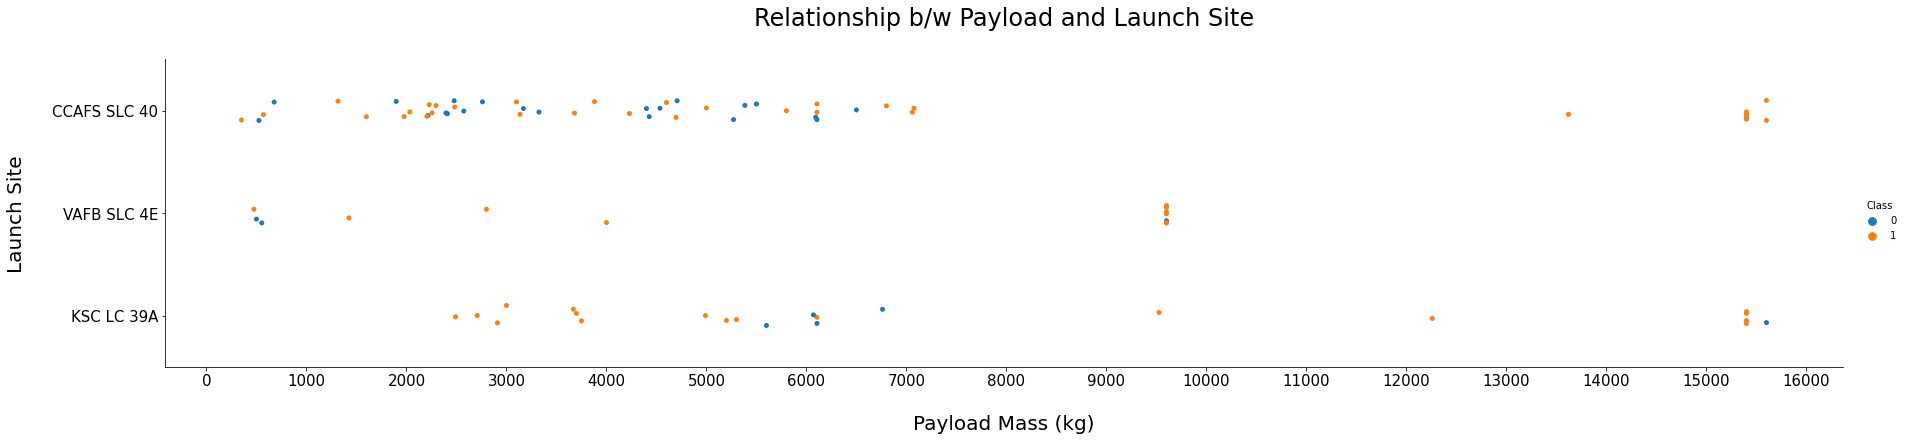 Relationship b/w Payload and Launch Site
Launch Site
CCAFS SLC 40
VAFB SLC 4E
KSC LC 39A
Class
0
1
0 1000 2000 3000 4000 5000 6000 7000 8000 9000 10000 11000 12000 13000 14000 15000 16000
Payload Mass (kg)